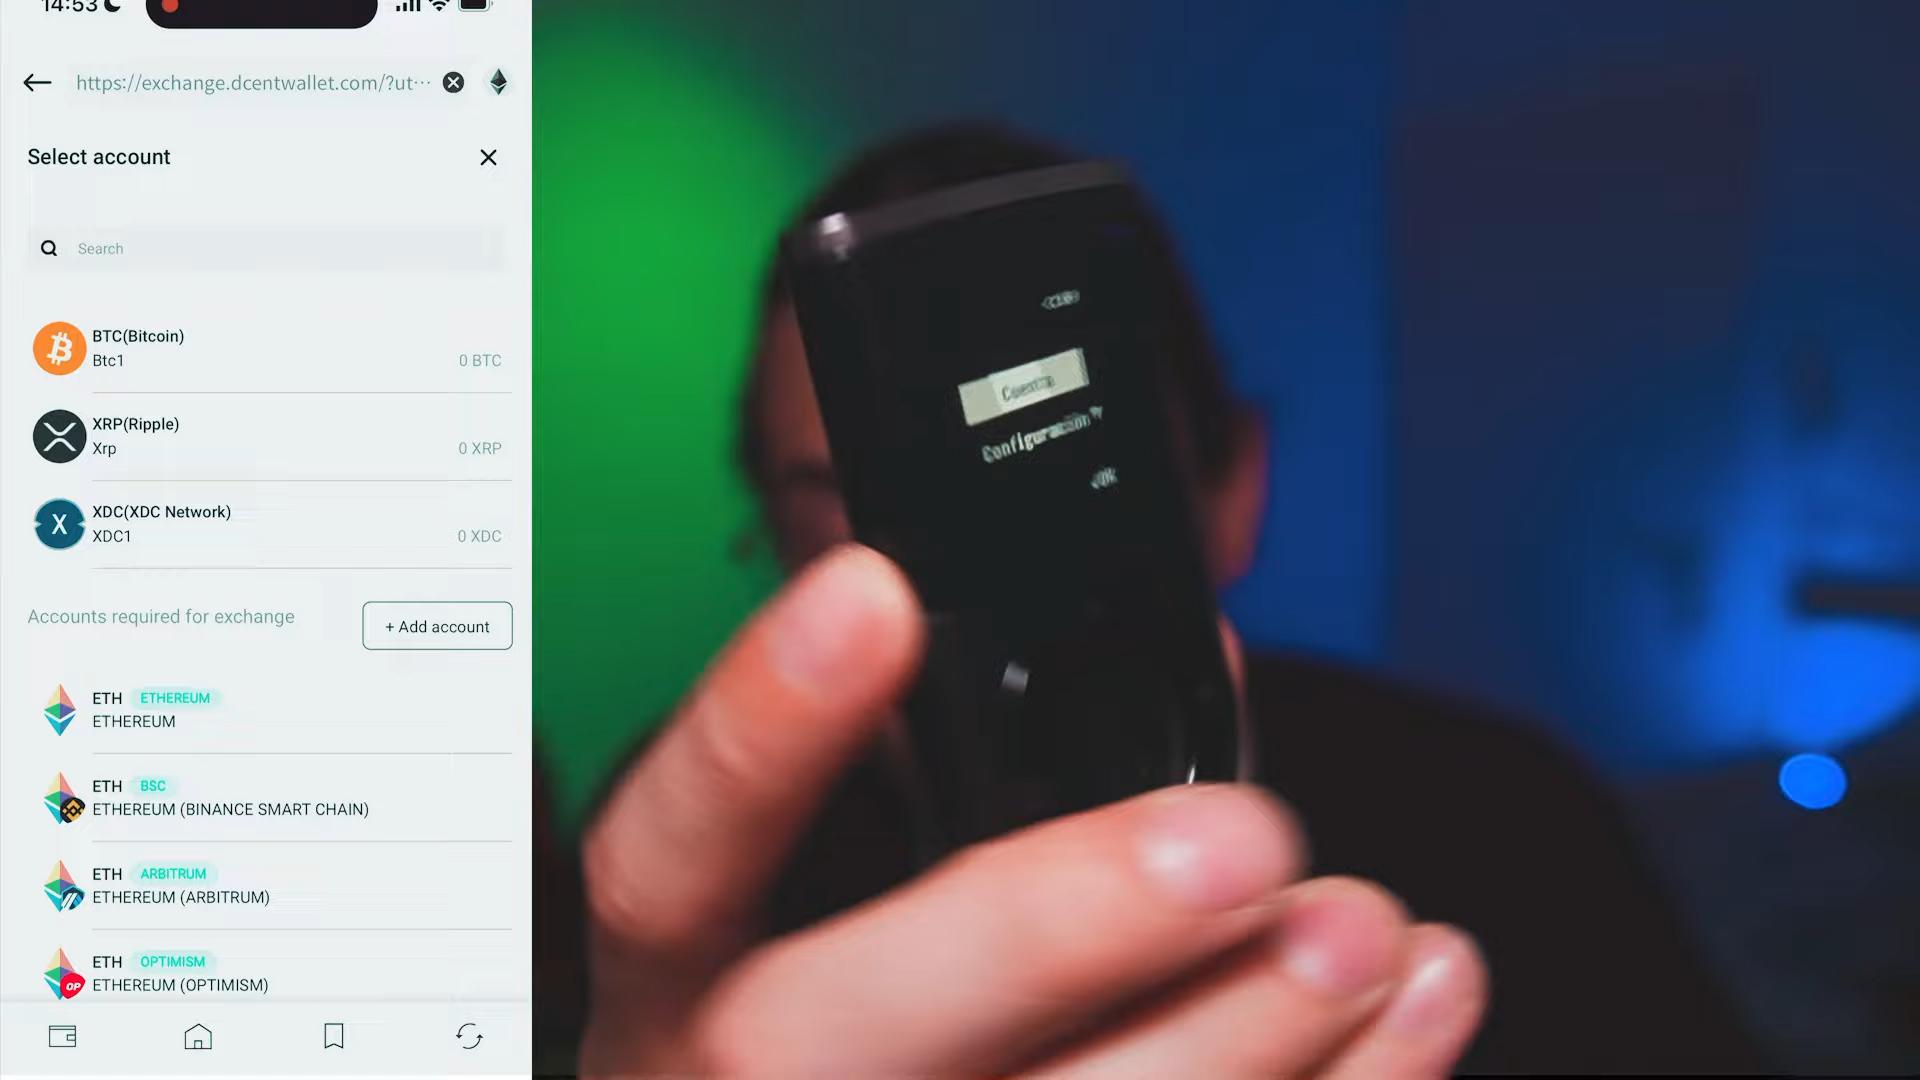 14:53
https://exchange.dcentwallet.com/?ut···
Select account
Search
BTC(Bitcoin)
Btc1
0 BTC
XRP(Ripple)
Xrp
0 XRP
XDC(XDC Network)
XDC1
0 XDC
Accounts required for exchange
+ Add account
ETH ETHEREUM
ETHEREUM
ETH BSC
ETHEREUM (BINANCE SMART CHAIN)
ETH ARBITRUM
ETHEREUM (ARBITRUM)
ETH OPTIMISM
OP
ETHEREUM (OPTIMISM)
Configuración
OK